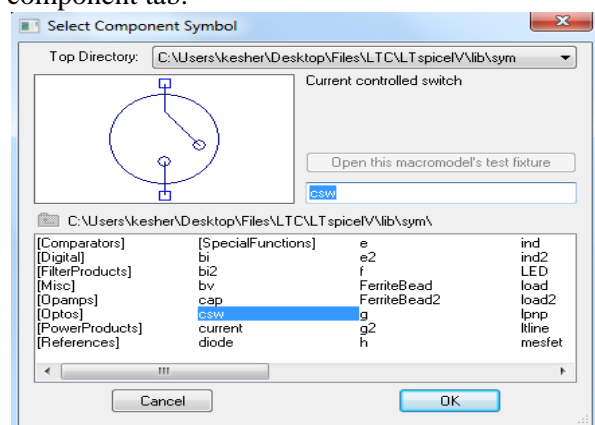 component tab.
Select Component Symbol
Top Directory: C:\Users\kesher\Desktop\Files\LTC\LTspiceIV\lib\sym
Current controlled switch
Open this macromodel's test fixture
csw
C:\Users\kesher\Desktop\Files\LTC\LTspiceIV\lib\sym\
[Comparators] [SpecialFunctions] e ind
[Digital] bi e2 ind2
[FilterProducts] bi2 f LED
[Misc] bv FerriteBead load
[Opamps] cap FerriteBead2 load2
[Optos] csw g lpnp
[PowerProducts] current g2 ltline
[References] diode h mesfet
Cancel OK